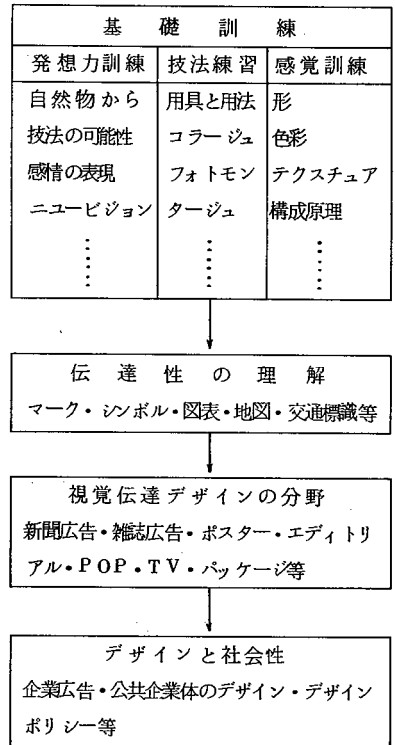 基礎訓練
発想力訓練 技法練習 感覚訓練
自然物から 用具と用法 形
技法の可能性 コラージュ 色彩
感情の表現 フォトモン テクスチュア
ニュービジョン タージュ 構成原理
伝達性の理解
マーク・シンボル・図表・地図・交通標識等
視覚伝達デザインの分野
新聞広告・雑誌広告・ポスター・エディトリ
アル・POP・TV・パッケージ等
デザインと社会性
企業広告・公共企業体のデザイン・デザイン
ポリシー等